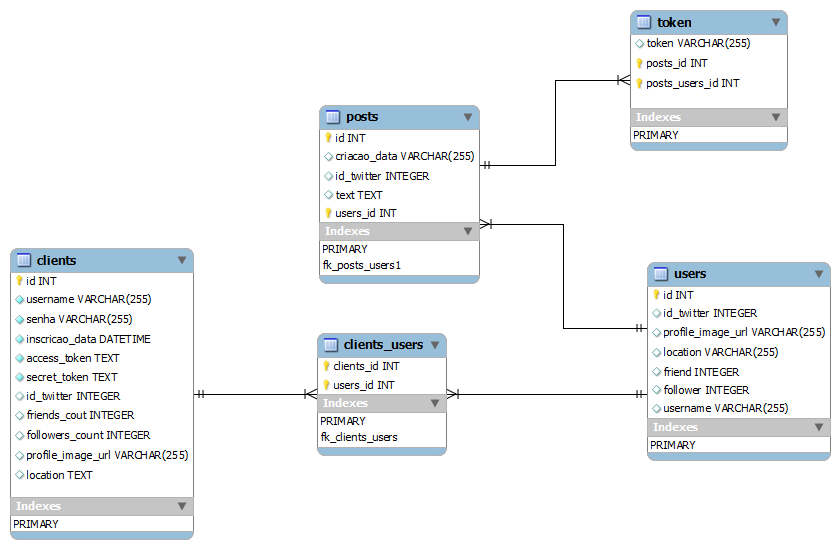 token
token VARCHAR(255)
posts_id INT
posts_users_id INT
Indexes
PRIMARY
posts
id INT
criacao_data VARCHAR(255)
id_twitter INTEGER
text TEXT
users_id INT
Indexes
PRIMARY
fk_posts_users1
clients
id INT
username VARCHAR(255)
senha VARCHAR(255)
inscricao_data DATETIME
access_token TEXT
secret_token TEXT
id_twitter INTEGER
friends_cout INTEGER
followers_count INTEGER
profile_image_url VARCHAR(255)
location TEXT
Indexes
PRIMARY
clients_users
clients_id INT
users_id INT
Indexes
PRIMARY
fk_clients_users
users
id INT
id_twitter INTEGER
profile_image_url VARCHAR(255)
location VARCHAR(255)
friend INTEGER
follower INTEGER
username VARCHAR(255)
Indexes
PRIMARY